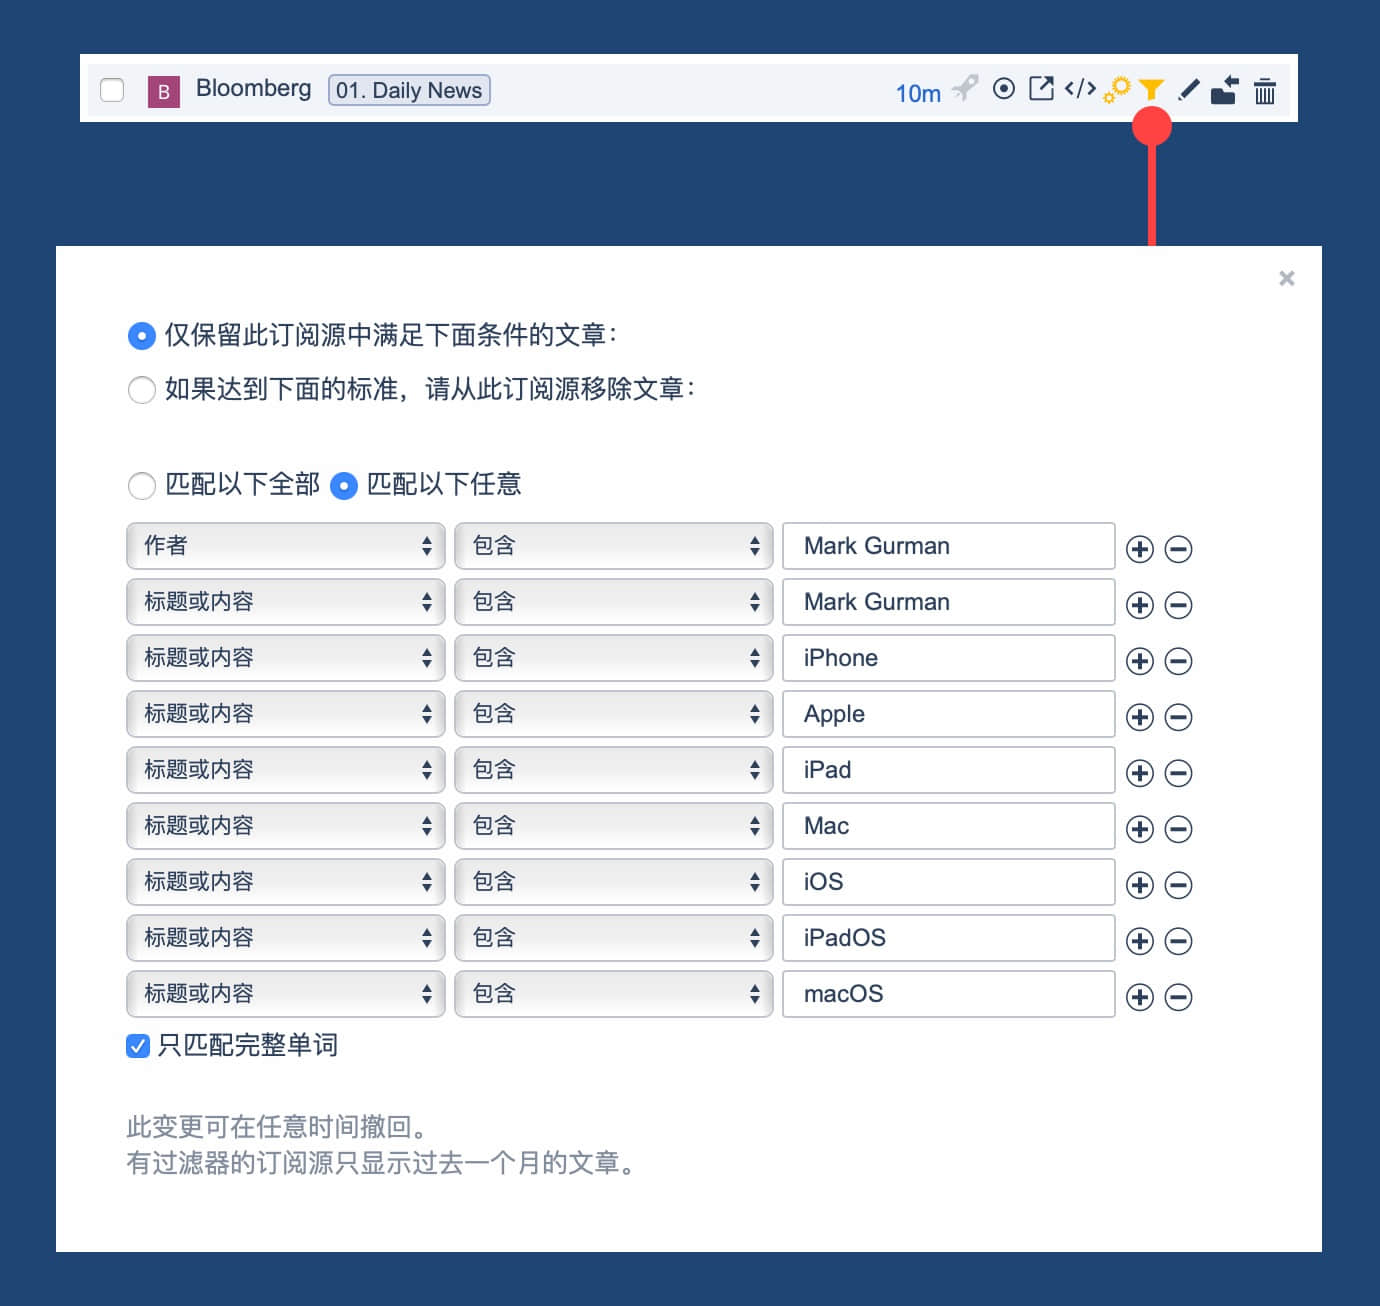 B Bloomberg 01. Daily News 10m </>
×
仅保留此订阅源中满足下面条件的文章：
如果达到下面的标准，请从此订阅源移除文章：
匹配以下全部 匹配以下任意
作者 包含 Mark Gurman
标题或内容 包含 Mark Gurman
标题或内容 包含 iPhone
标题或内容 包含 Apple
标题或内容 包含 iPad
标题或内容 包含 Mac
标题或内容 包含 iOS
标题或内容 包含 iPadOS
标题或内容 包含 macOS
只匹配完整单词
此变更可在任意时间撤回。
有过滤器的订阅源只显示过去一个月的文章。